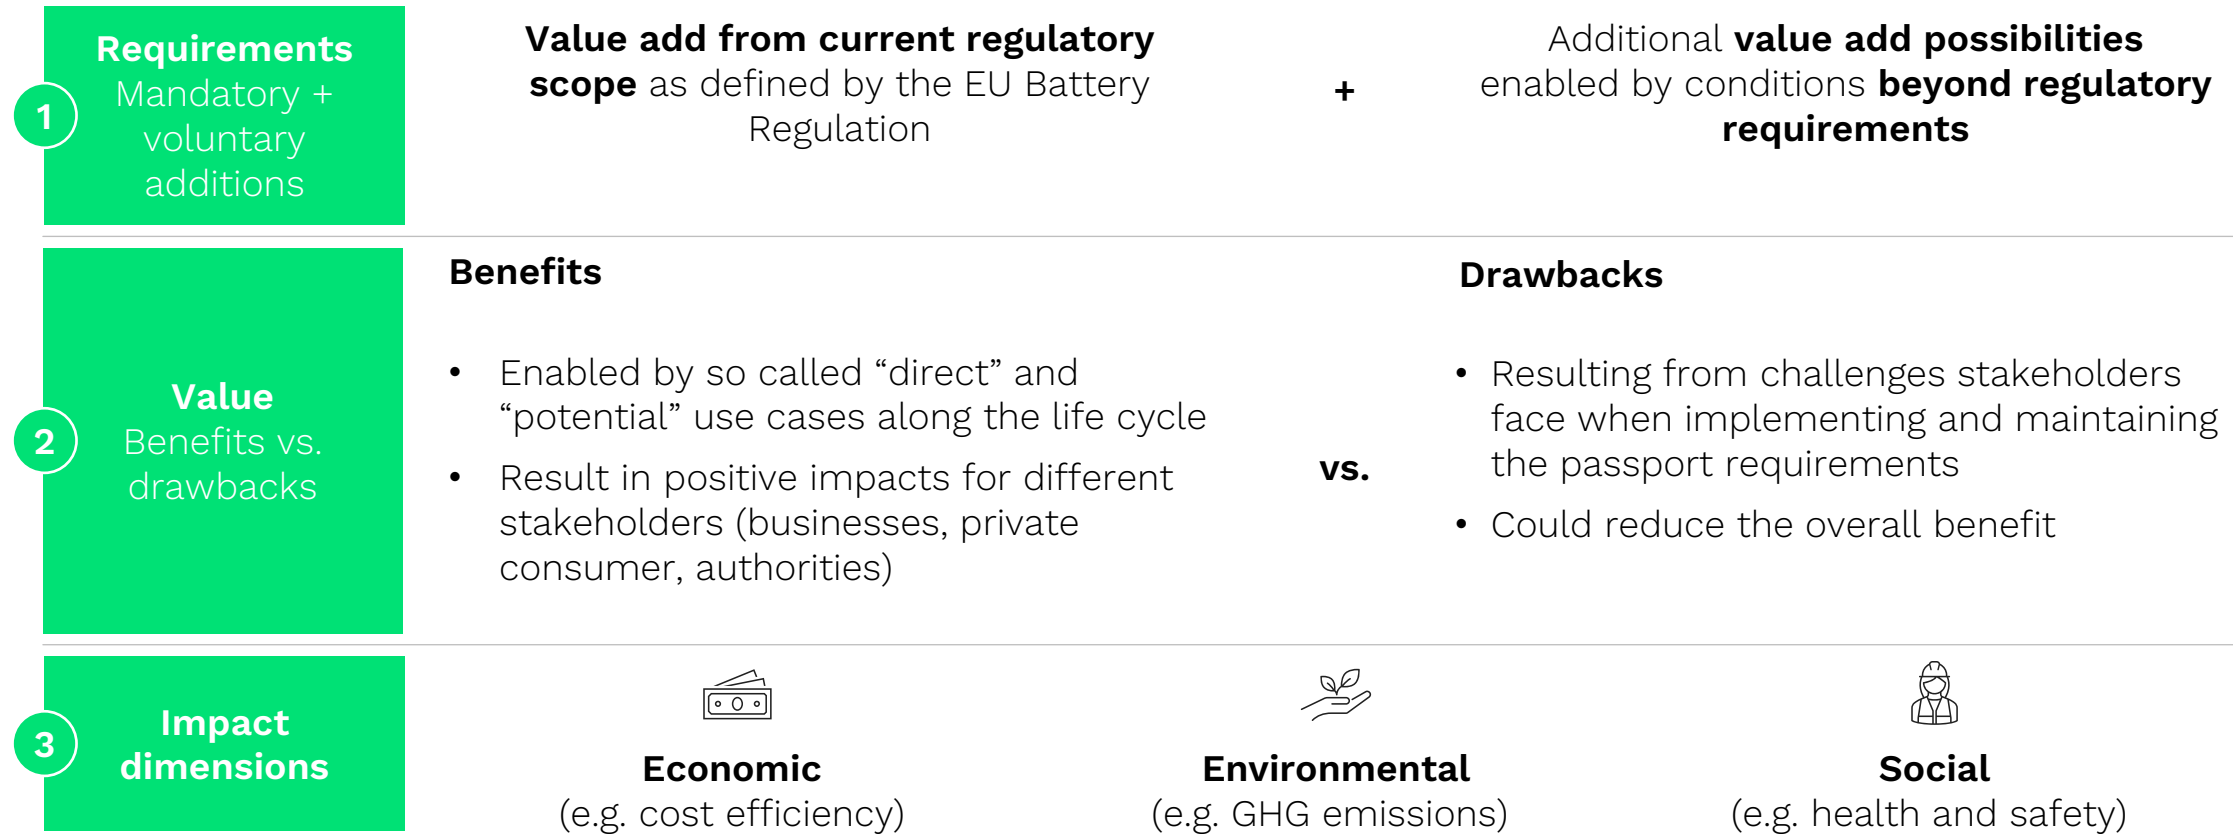 1
Requirements
Mandatory +
voluntary
additions
Value add from current regulatory
scope as defined by the EU Battery
Regulation
+
Additional value add possibilities
enabled by conditions beyond regulatory
requirements
2
Value
Benefits vs.
drawbacks
Benefits
• Enabled by so called “direct” and
“potential” use cases along the life cycle
• Result in positive impacts for different
stakeholders (businesses, private
consumer, authorities)
vs.
Drawbacks
• Resulting from challenges stakeholders
face when implementing and maintaining
the passport requirements
• Could reduce the overall benefit
3
Impact
dimensions
Economic
(e.g. cost efficiency)
Environmental
(e.g. GHG emissions)
Social
(e.g. health and safety)